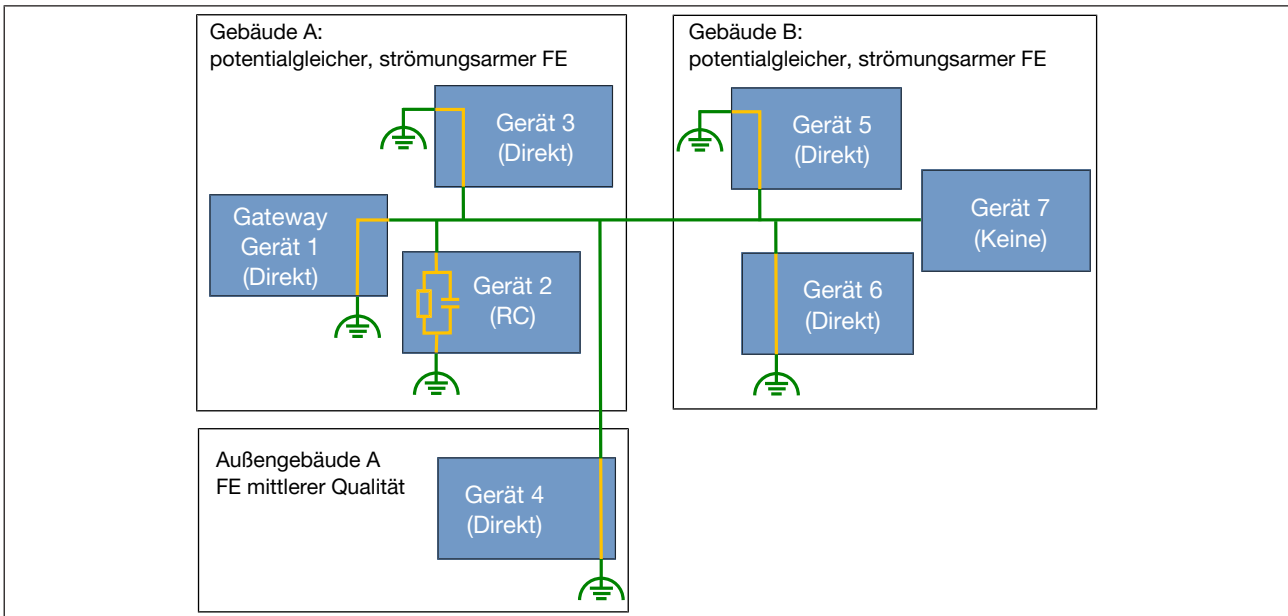 Gebäude A:
potentialgleicher, strömungsarmer FE
Gerät 3
(Direkt)
Gateway
Gerät 1
(Direkt)
Gerät 2
(RC)
Gebäude B:
potentialgleicher, strömungsarmer FE
Gerät 5
(Direkt)
Gerät 7
(Keine)
Gerät 6
(Direkt)
Außengebäude A
FE mittlerer Qualität
Gerät 4
(Direkt)